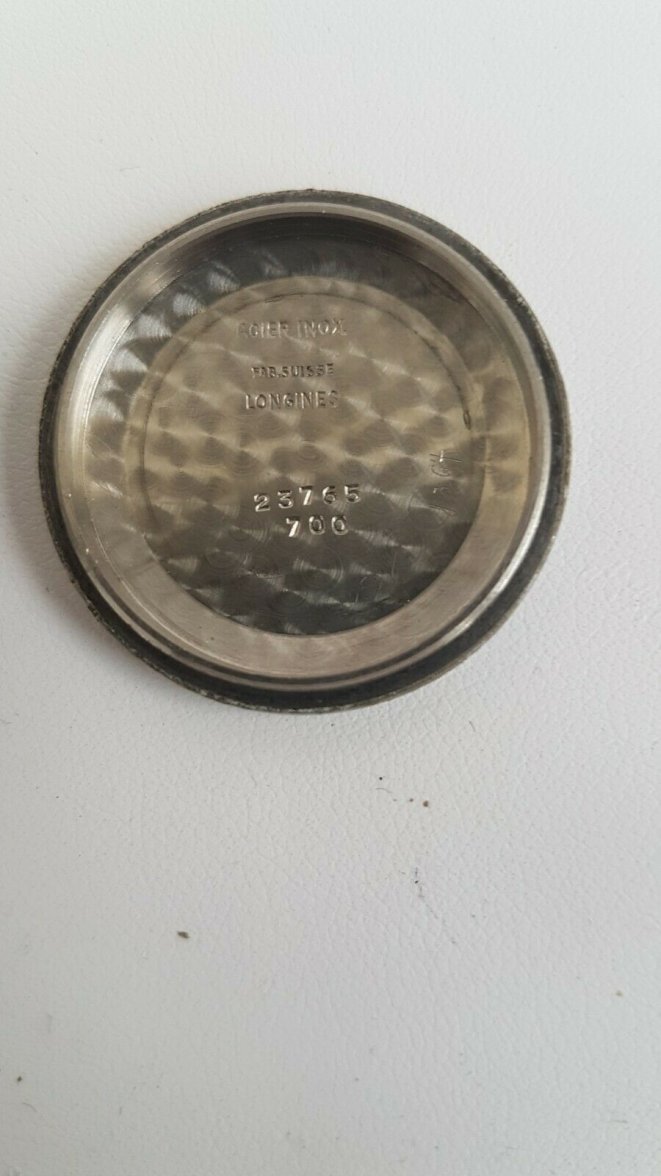 ACIER INOX
FAB.SUISSE
LONGINES
23765
700